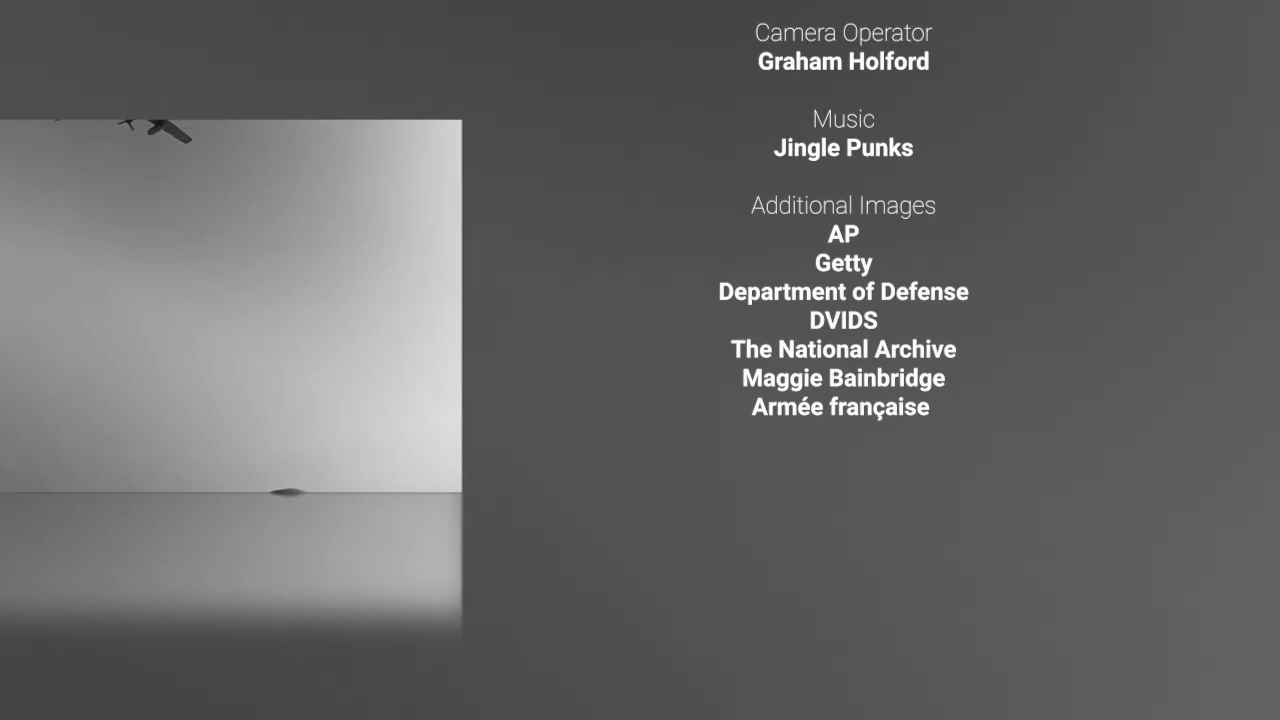 Camera Operator
Graham Holford
Music
Jingle Punks
Additional Images
AP
Getty
Department of Defense
DVIDS
The National Archive
Maggie Bainbridge
Armée française